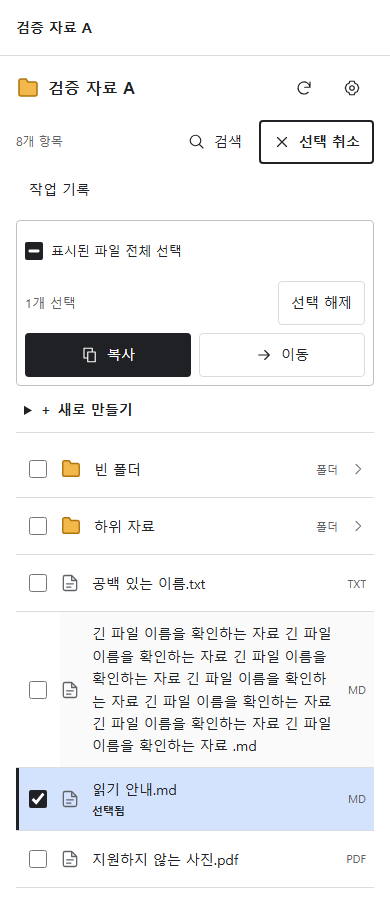 검증 자료 A
검증 자료 A
8개 항목
검색
선택 취소
작업 기록
표시된 파일 전체 선택
1개 선택
선택 해제
복사
이동
+ 새로 만들기
빈 폴더
폴더
하위 자료
폴더
공백 있는 이름.txt
TXT
긴 파일 이름을 확인하는 자료 긴 파일
이름을 확인하는 자료 긴 파일 이름을
확인하는 자료 긴 파일 이름을 확인하
는 자료 긴 파일 이름을 확인하는 자료
긴 파일 이름을 확인하는 자료 긴 파일
이름을 확인하는 자료 .md
MD
읽기 안내.md
선택됨
MD
지원하지 않는 사진.pdf
PDF